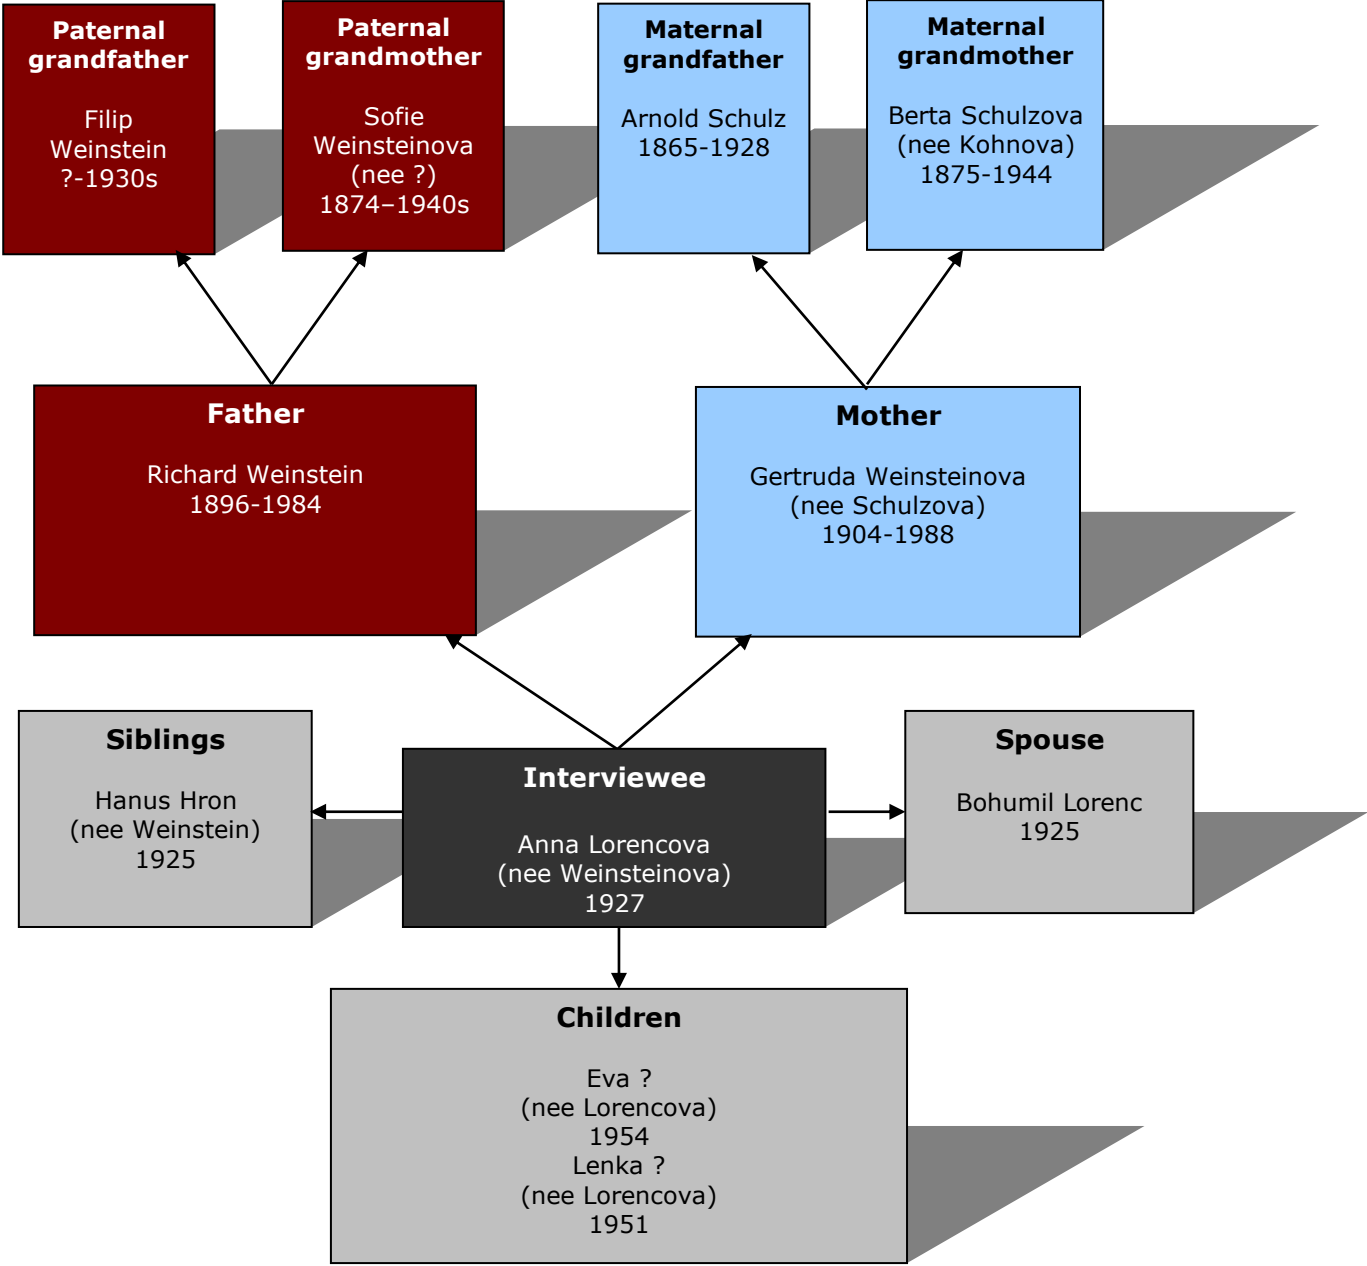 Paternal
grandfather
Filip
Weinstein
?-1930s
Paternal
grandmother
Sofie
Weinsteinova
(nee ?)
1874–1940s
Maternal
grandfather
Arnold Schulz
1865-1928
Maternal
grandmother
Berta Schulzova
(nee Kohnova)
1875-1944
Father
Richard Weinstein
1896-1984
Mother
Gertruda Weinsteinova
(nee Schulzova)
1904-1988
Siblings
Hanus Hron
(nee Weinstein)
1925
Interviewee
Anna Lorencova
(nee Weinsteinova)
1927
Spouse
Bohumil Lorenc
1925
Children
Eva ?
(nee Lorencova)
1954
Lenka ?
(nee Lorencova)
1951